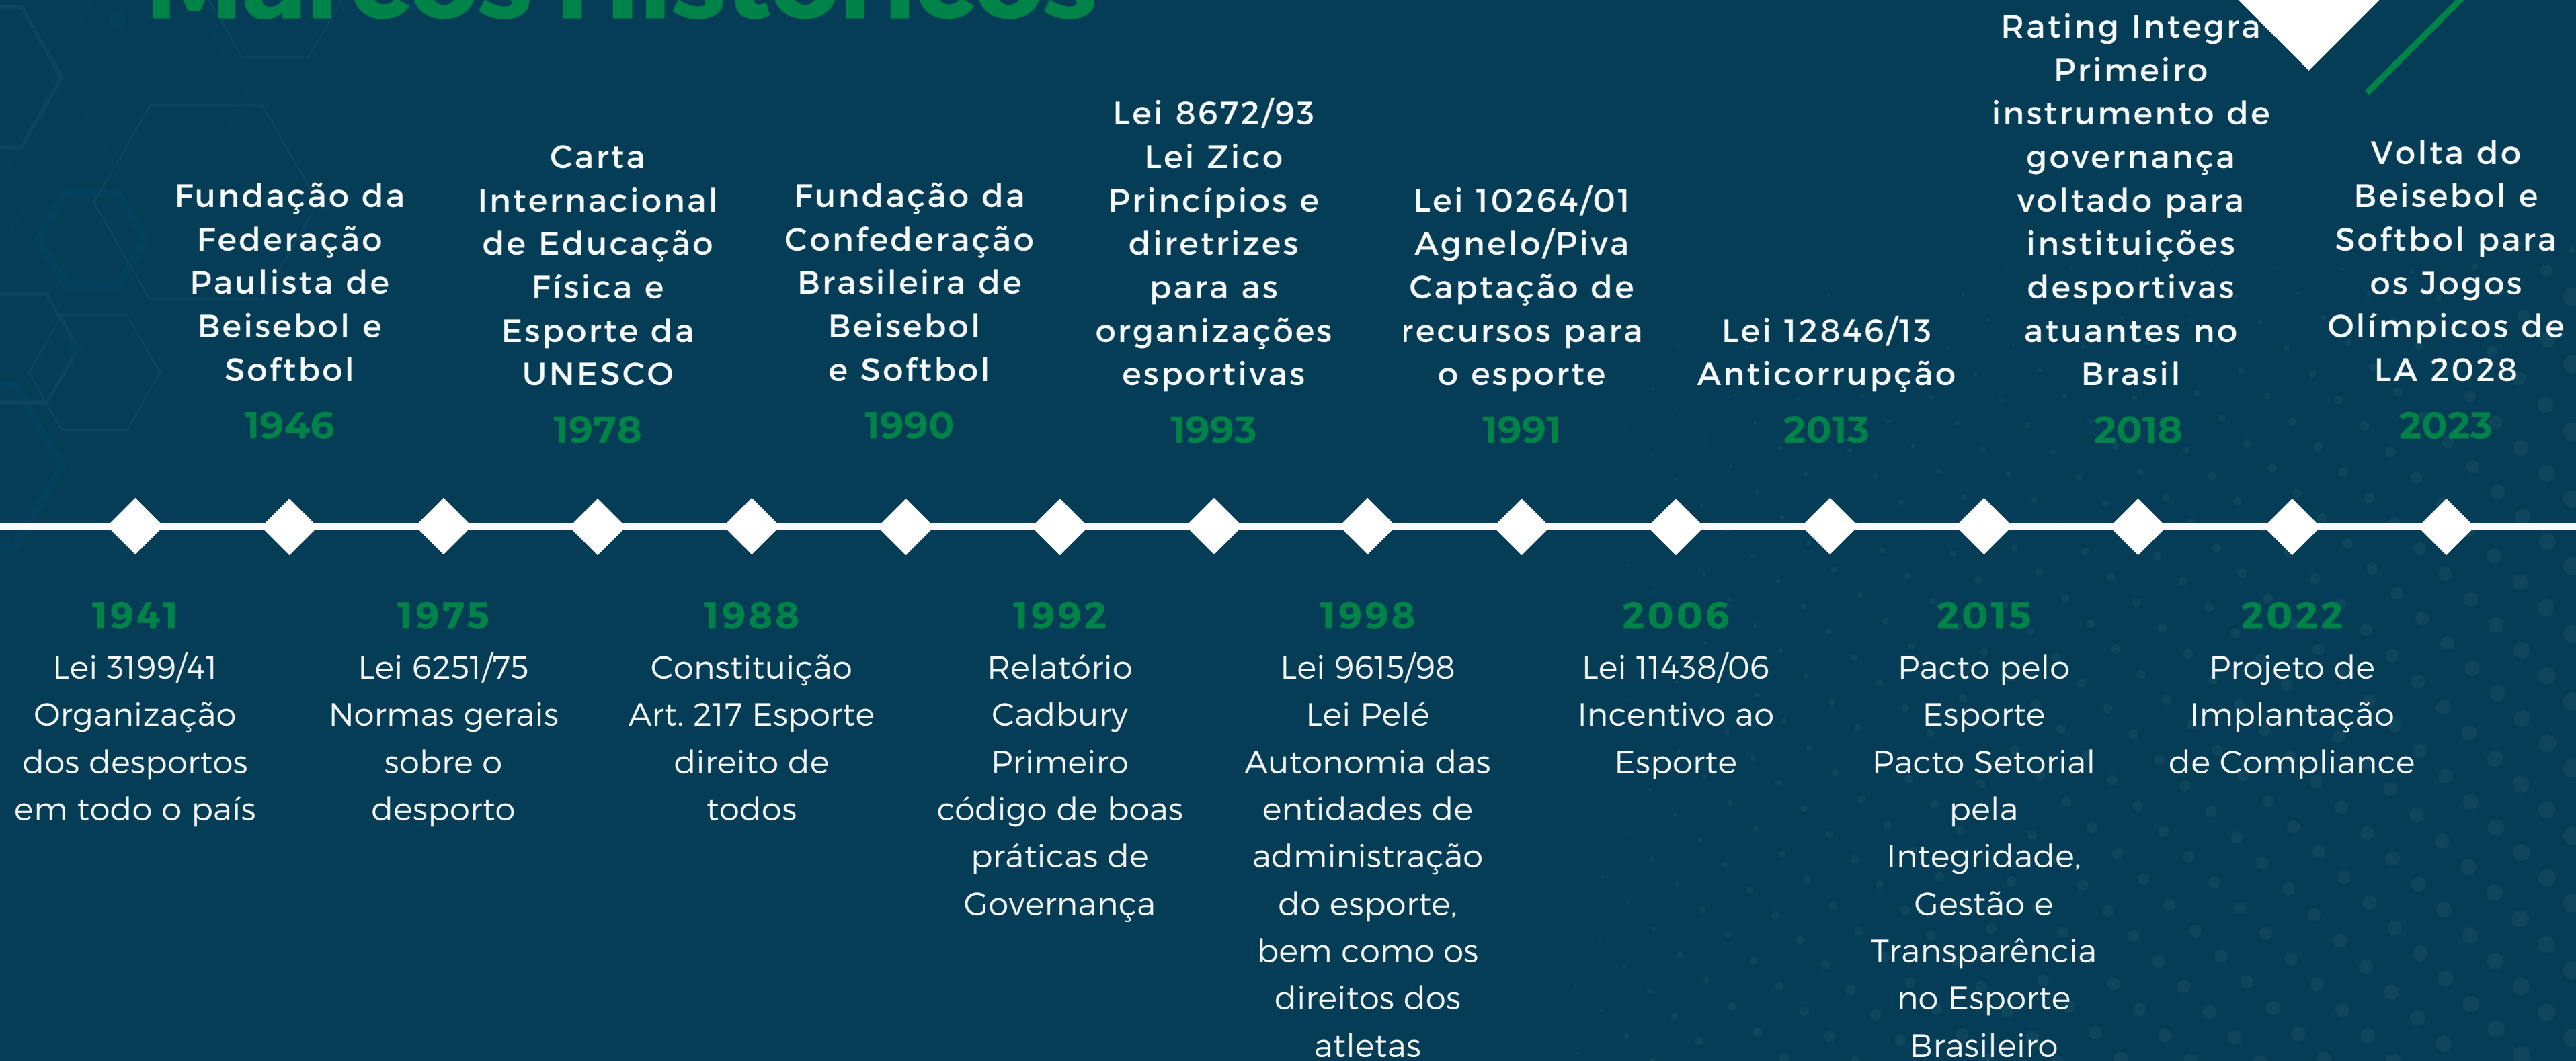 Marcos Históricos
Fundação da
Federação
Paulista de
Beisebol e
Softbol
1946
Carta
Internacional
de Educação
Física e
Esporte da
UNESCO
1978
Fundação da
Confederação
Brasileira de
Beisebol
e Softbol
1990
Lei 8672/93
Lei Zico
Princípios e
diretrizes
para as
organizações
esportivas
1993
Lei 10264/01
Agnelo/Piva
Captação de
recursos para
o esporte
1991
Lei 12846/13
Anticorrupção
2013
Rating Integra
Primeiro
instrumento de
governança
voltado para
instituições
desportivas
atuantes no
Brasil
2018
Volta do
Beisebol e
Softbol para
os Jogos
Olímpicos de
LA 2028
2023
1941
Lei 3199/41
Organização
dos desportos
em todo o país
1975
Lei 6251/75
Normas gerais
sobre o
desporto
1988
Constituição
Art. 217 Esporte
direito de
todos
1992
Relatório
Cadbury
Primeiro
código de boas
práticas de
Governança
1998
Lei 9615/98
Lei Pelé
Autonomia das
entidades de
administração
do esporte,
bem como os
direitos dos
atletas
2006
Lei 11438/06
Incentivo ao
Esporte
2015
Pacto pelo
Esporte
Pacto Setorial
pela
Integridade,
Gestão e
Transparência
no Esporte
Brasileiro
2022
Projeto de
Implantação
de Compliance